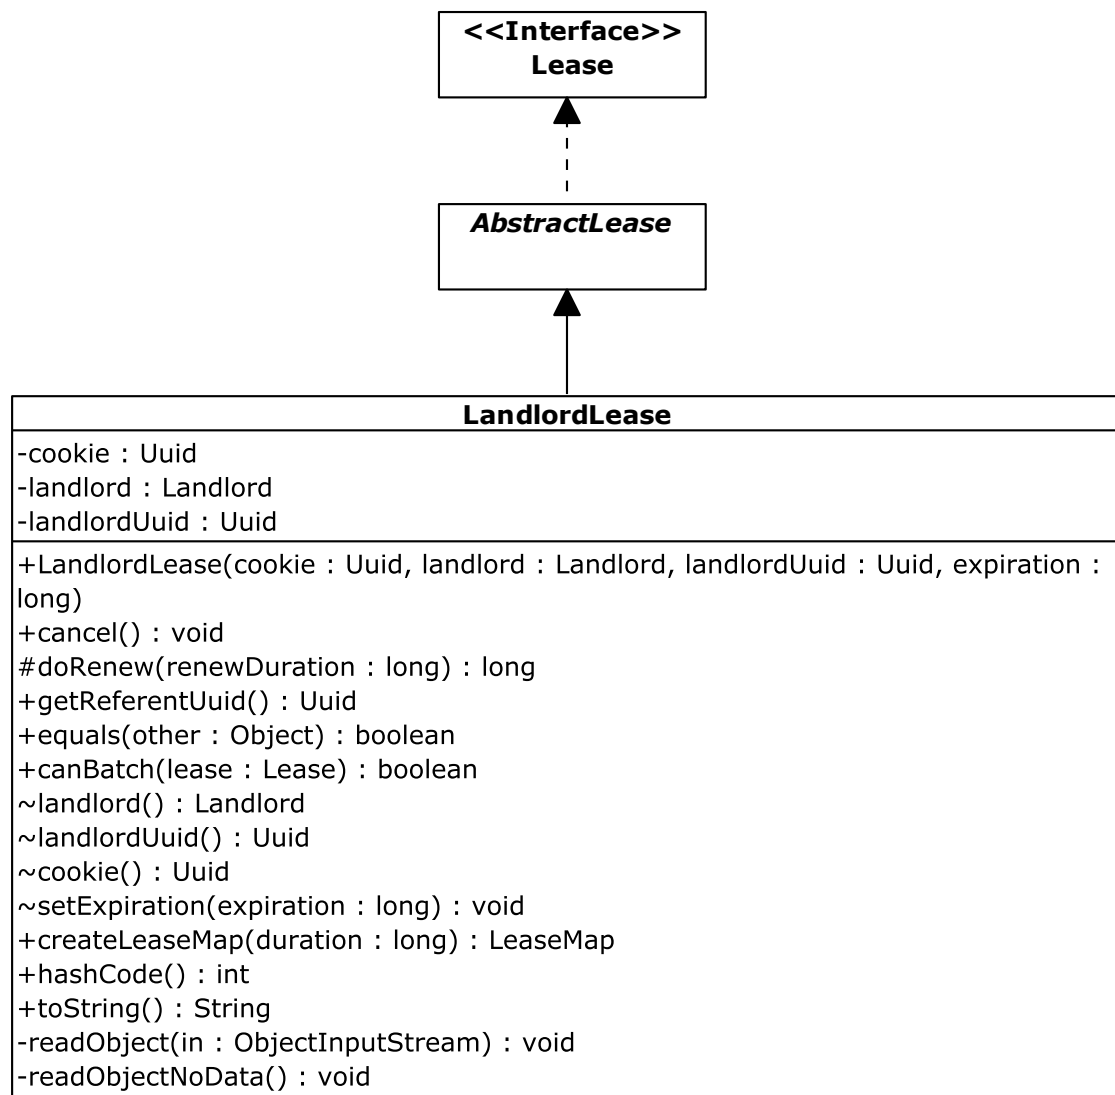 <<Interface>>
Lease
AbstractLease
LandlordLease
-cookie : Uuid
-landlord : Landlord
-landlordUuid : Uuid
+LandlordLease(cookie : Uuid, landlord : Landlord, landlordUuid : Uuid, expiration :
long)
+cancel() : void
#doRenew(renewDuration : long) : long
+getReferentUuid() : Uuid
+equals(other : Object) : boolean
+canBatch(lease : Lease) : boolean
~landlord() : Landlord
~landlordUuid() : Uuid
~cookie() : Uuid
~setExpiration(expiration : long) : void
+createLeaseMap(duration : long) : LeaseMap
+hashCode() : int
+toString() : String
-readObject(in : ObjectInputStream) : void
-readObjectNoData() : void